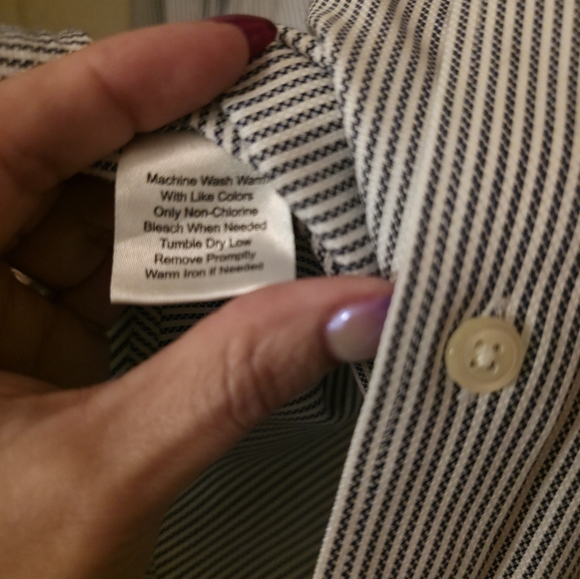 Machine Wash Warm
With Like Colors
Only Non-Chlorine
Bleach When Needed
Tumble Dry Low
Remove Promptly
Warm Iron If Needed